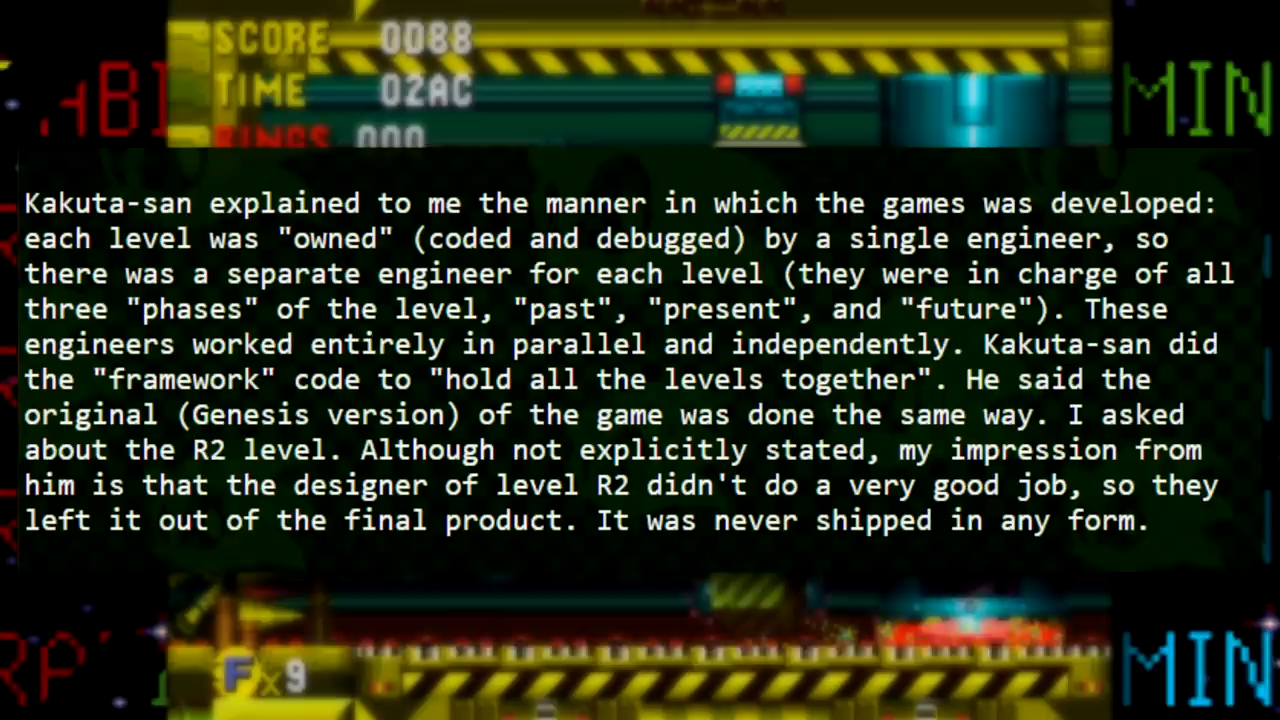 SCORE 0D88
TIME 02AC
RINGS 000
MIN
Kakuta-san explained to me the manner in which the games was developed:
each level was "owned" (coded and debugged) by a single engineer, so
there was a separate engineer for each level (they were in charge of all
three "phases" of the level, "past", "present", and "future"). These
engineers worked entirely in parallel and independently. Kakuta-san did
the "framework" code to "hold all the levels together". He said the
original (Genesis version) of the game was done the same way. I asked
about the R2 level. Although not explicitly stated, my impression from
him is that the designer of level R2 didn't do a very good job, so they
left it out of the final product. It was never shipped in any form.
F×9
MIN